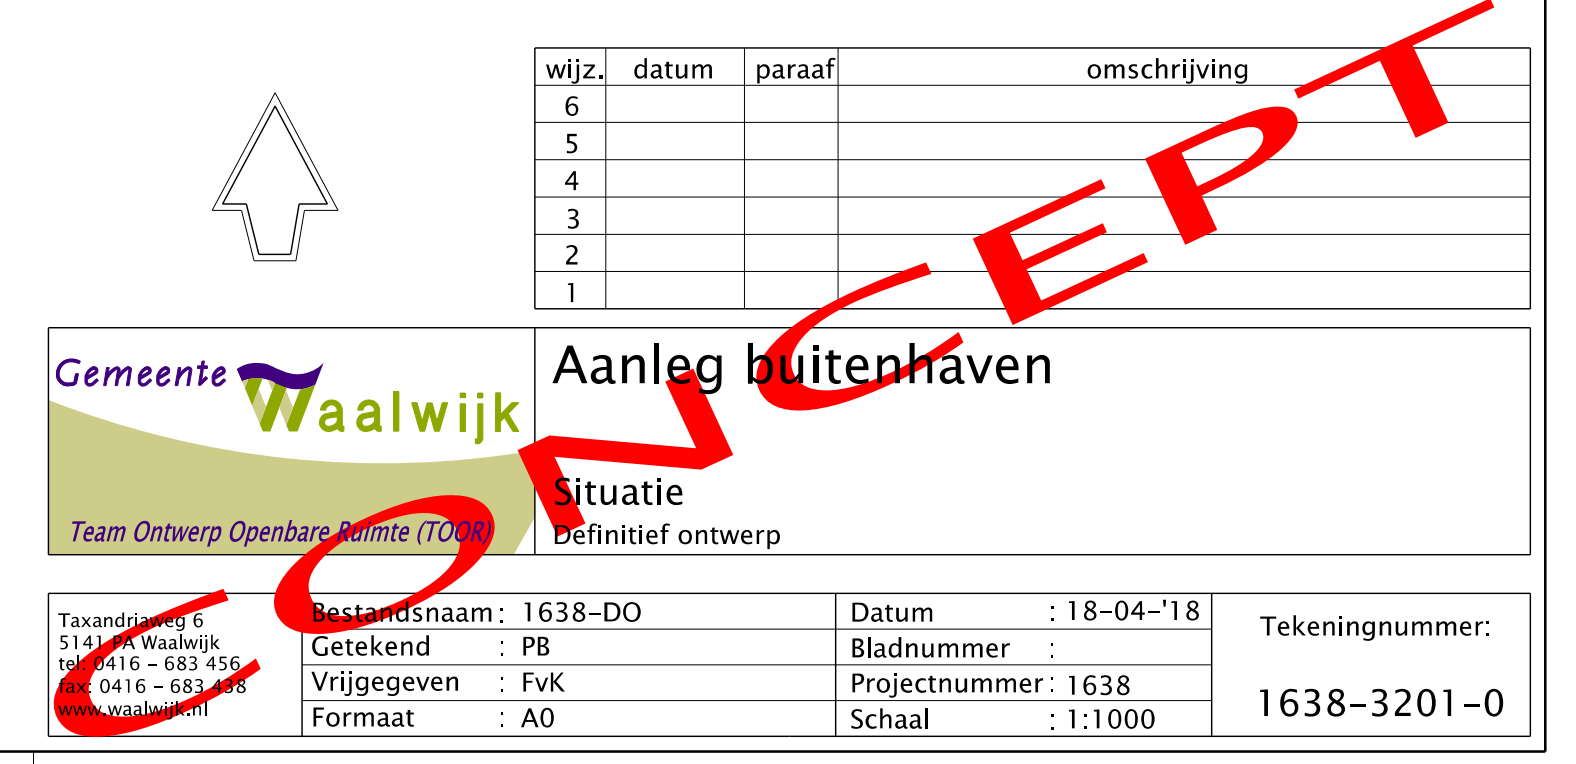 wijz. datum paraaf omschrijving
6
5
4
3
2
1
CONCEPT
Gemeente
Waalwijk
Team Ontwerp Openbare Ruimte (TOOR)
Aanleg buitenhaven
Situatie
Definitief ontwerp
Taxandriaweg 6
5141 PA Waalwijk
tel: 0416 – 683 456
fax: 0416 – 683 438
www.waalwijk.nl
Bestandsnaam : 1638–DO
Getekend : PB
Vrijgegeven : FvK
Formaat : A0
Datum : 18–04–'18
Bladnummer :
Projectnummer : 1638
Schaal : 1:1000
Tekeningnummer:
1638–3201–0